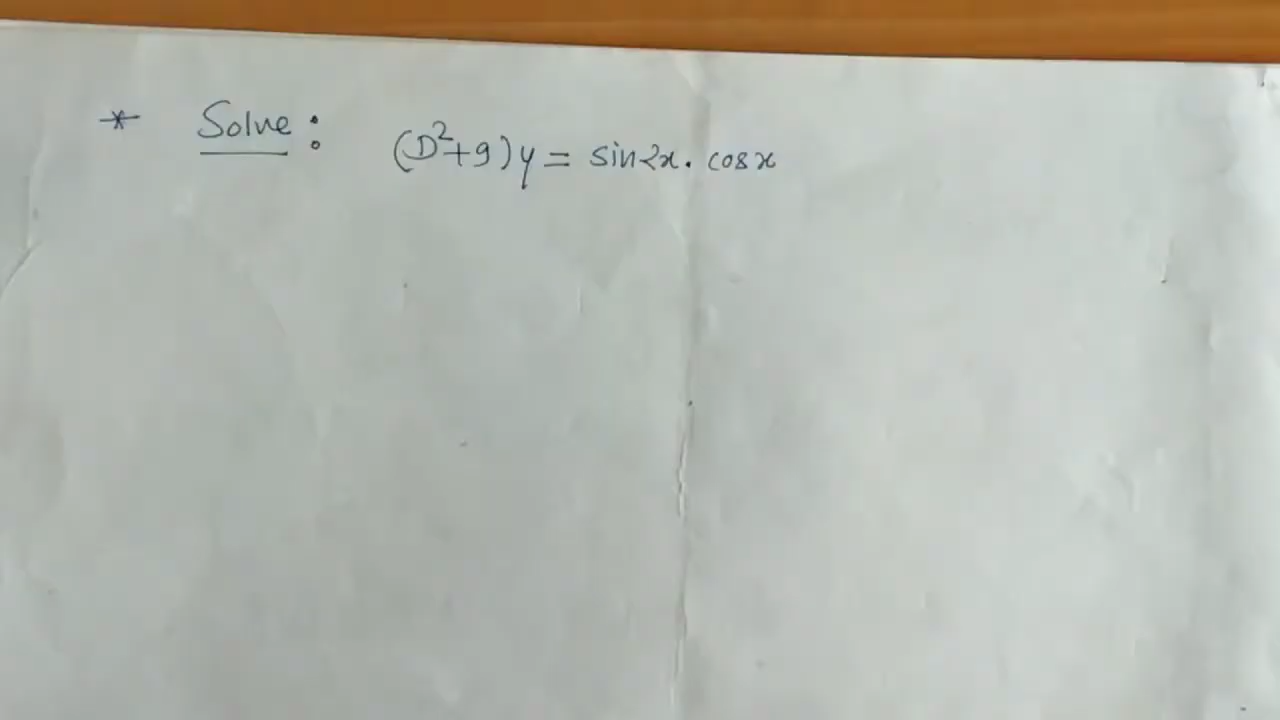 * Solve : (D²+9)y = sin2x . cosx